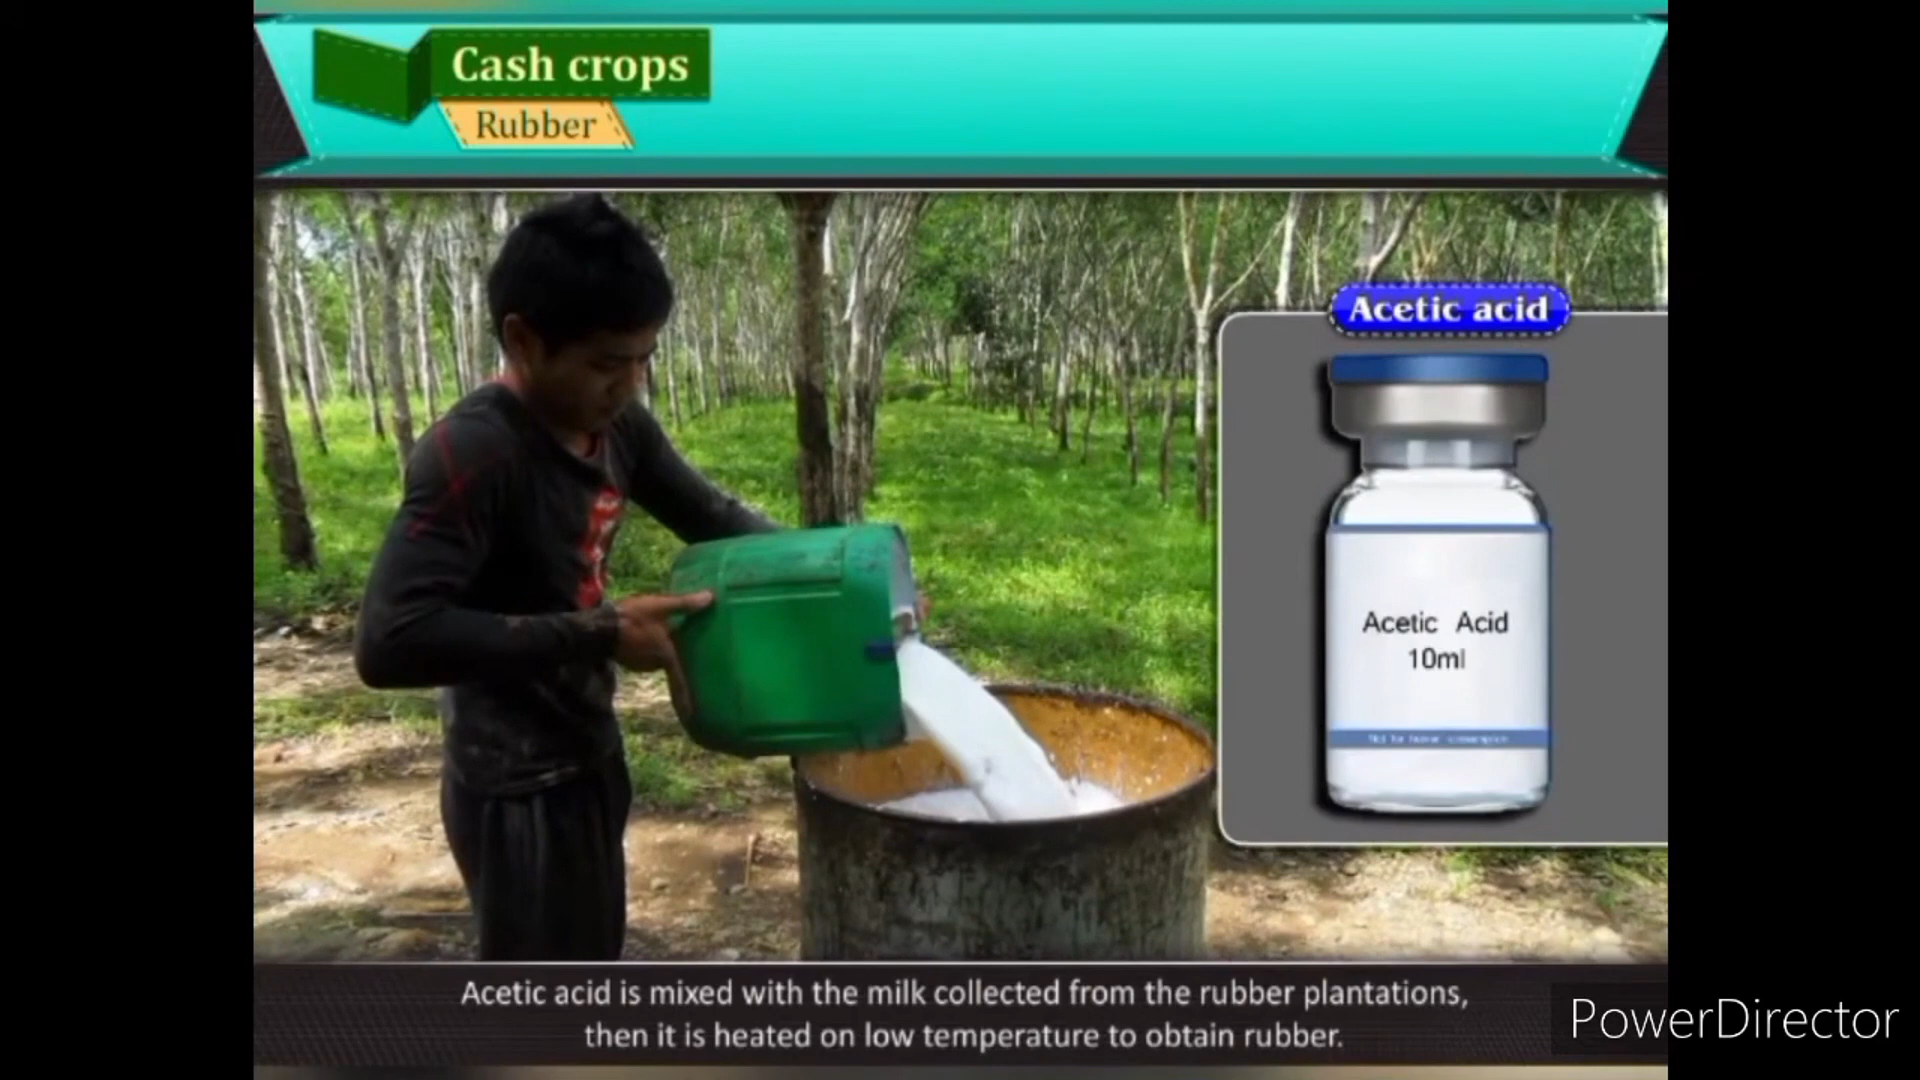 Cash crops
Rubber
Acetic acid
Acetic Acid
10ml
Acetic acid is mixed with the milk collected from the rubber plantations,
then it is heated on low temperature to obtain rubber.
PowerDirector